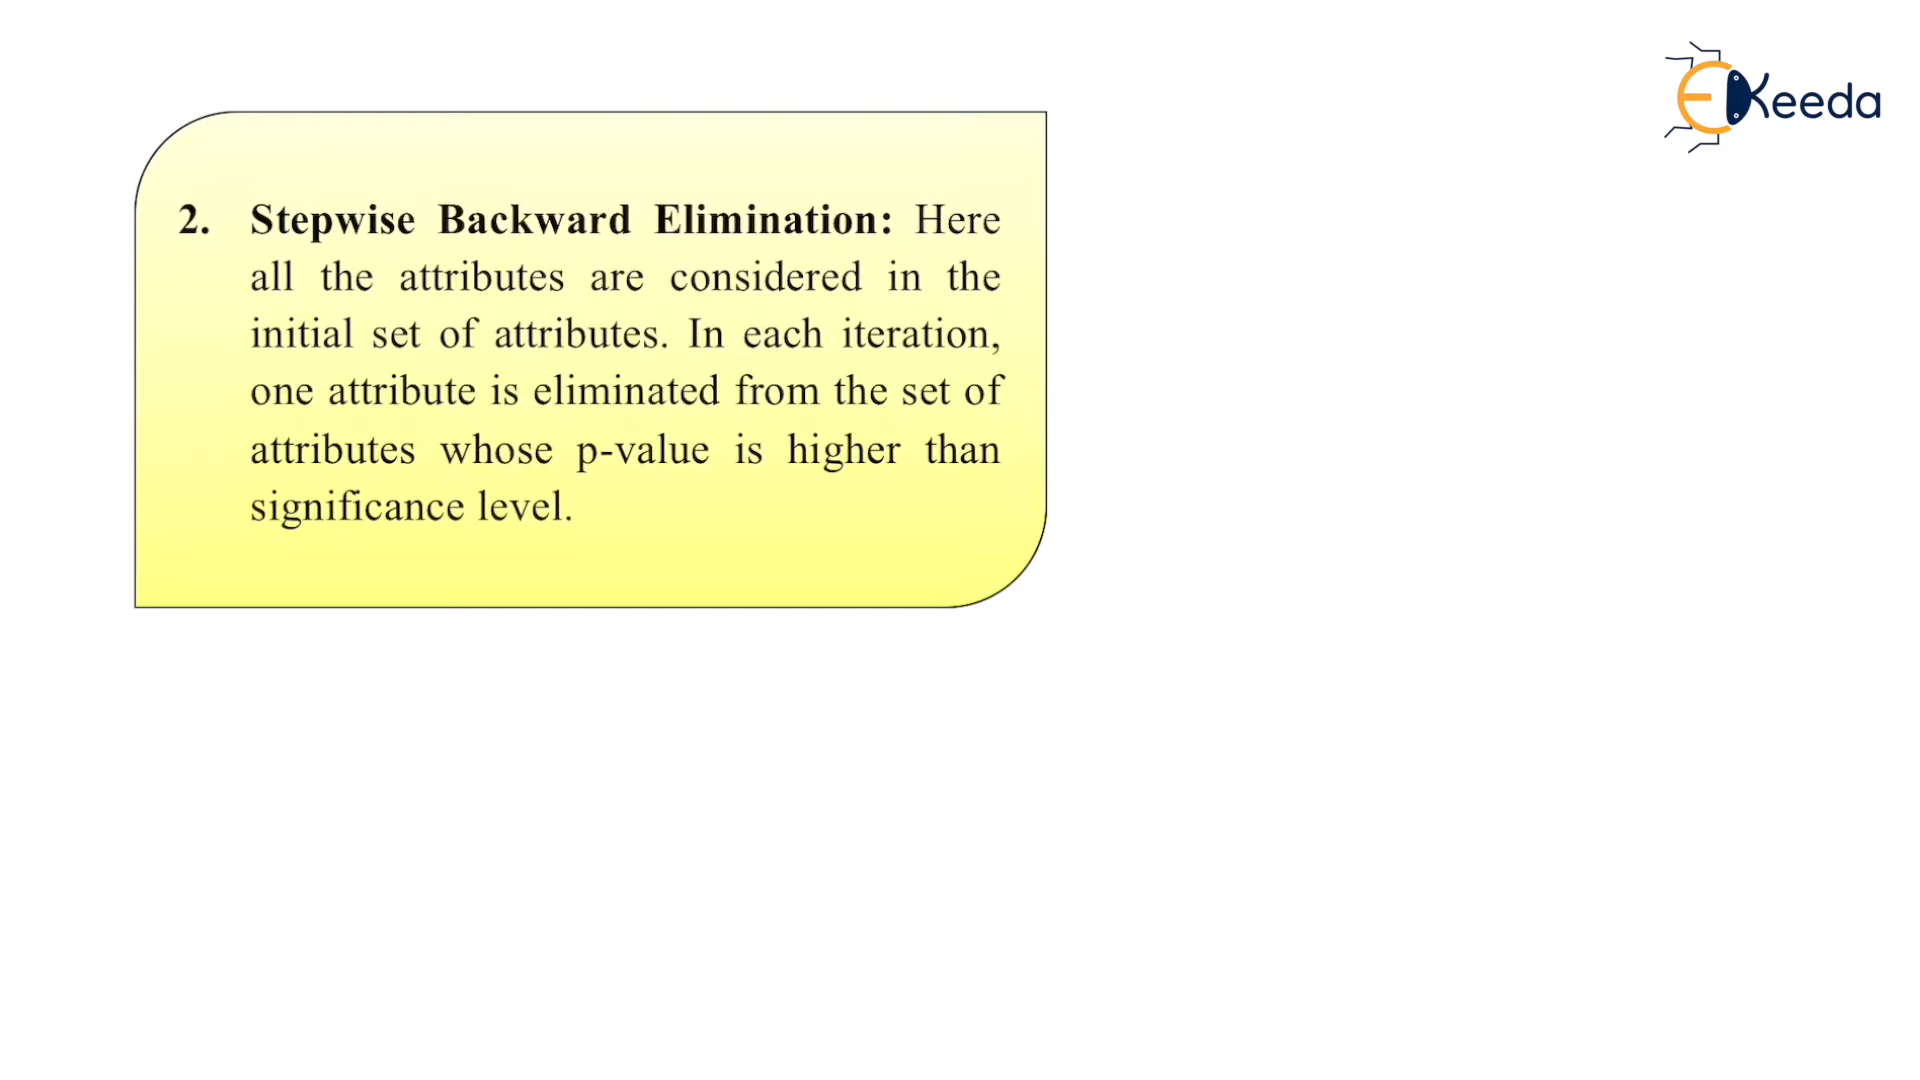 EKeeda
2. Stepwise Backward Elimination: Here
all the attributes are considered in the
initial set of attributes. In each iteration,
one attribute is eliminated from the set of
attributes whose p-value is higher than
significance level.